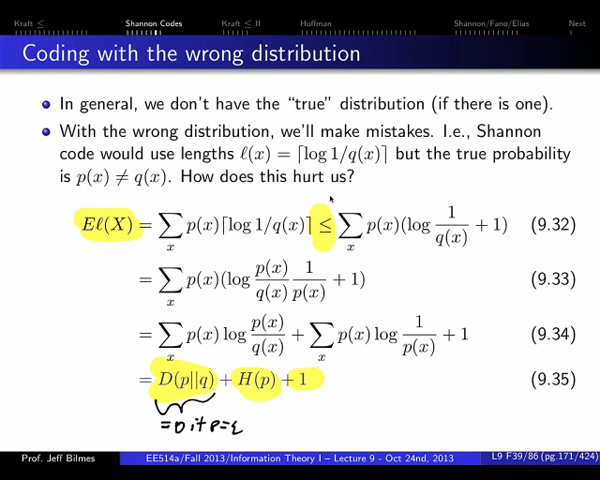 Kraft ≤ Shannon Codes Kraft ≤ II Huffman Shannon/Fano/Elias Next
Coding with the wrong distribution
In general, we don't have the “true” distribution (if there is one).
With the wrong distribution, we'll make mistakes. I.e., Shannon
code would use lengths ℓ(x) = ⌈log 1/q(x)⌉ but the true probability
is p(x) ≠ q(x). How does this hurt us?
Eℓ(X) = ∑ₓ p(x)⌈log 1/q(x)⌉ ≤ ∑ₓ p(x)(log 1/q(x) + 1) (9.32)
= ∑ₓ p(x)(log p(x)/q(x) 1/p(x) + 1) (9.33)
= ∑ₓ p(x) log p(x)/q(x) + ∑ₓ p(x) log 1/p(x) + 1 (9.34)
= D(p||q) + H(p) + 1 (9.35)
=0 if p=q
Prof. Jeff Bilmes EE514a/Fall 2013/Information Theory I – Lecture 9 - Oct 24nd, 2013 L9 F39/86 (pg.171/424)